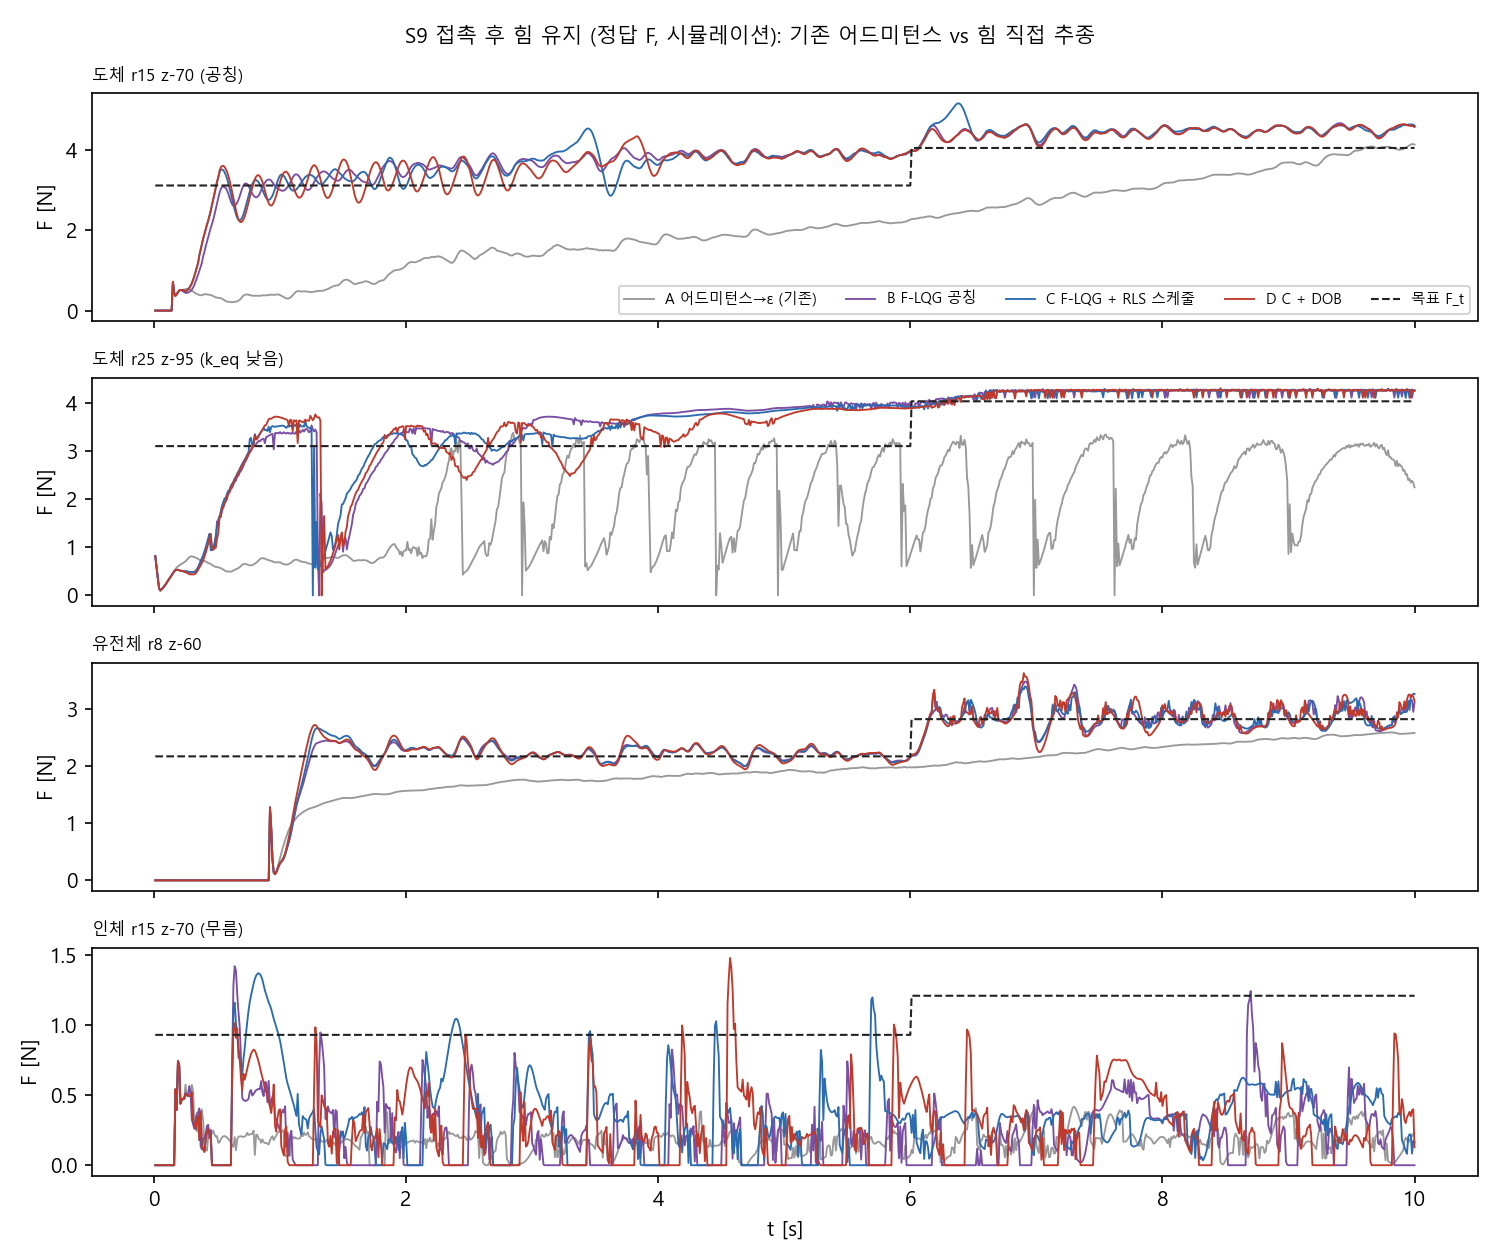 S9 접촉 후 힘 유지 (정답 F, 시뮬레이션): 기존 어드미턴스 vs 힘 직접 추종
도체 r15 z-70 (공칭)
F [N]
4
2
0
A 어드미턴스→ε (기존)
B F-LQG 공칭
C F-LQG + RLS 스케줄
D C + DOB
목표 F_t
도체 r25 z-95 (k_eq 낮음)
F [N]
4
3
2
1
0
유전체 r8 z-60
F [N]
3
2
1
0
인체 r15 z-70 (무릎)
F [N]
1.5
1.0
0.5
0.0
0 2 4 6 8 10
t [s]